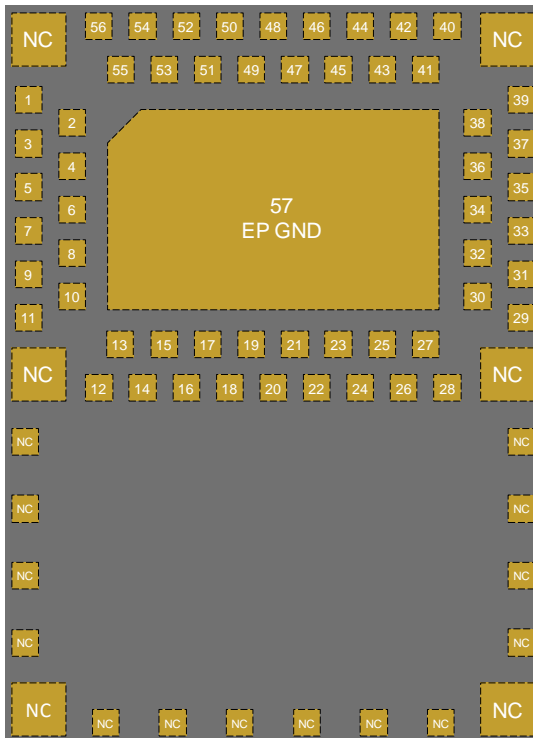 NC 56 54 52 50 48 46 44 42 40 NC
55 53 51 49 47 45 43 41
1 39
2 38
3 37
4 36
5 35
6 34
57
EP GND
7 33
8 32
9 31
10 30
11 29
13 15 17 19 21 23 25 27
NC NC
12 14 16 18 20 22 24 26 28
NC NC
NC NC
NC NC
NC NC
NC NC
NC NC NC NC NC NC